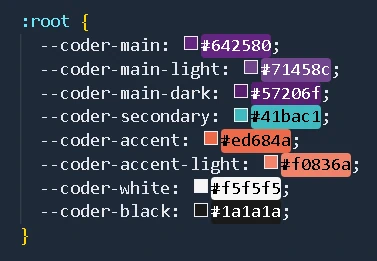 :root {
--coder-main: #642580;
--coder-main-light: #71458c;
--coder-main-dark: #57206f;
--coder-secondary: #41bac1;
--coder-accent: #ed684a;
--coder-accent-light: #f0836a;
--coder-white: #f5f5f5;
--coder-black: #1a1a1a;
}